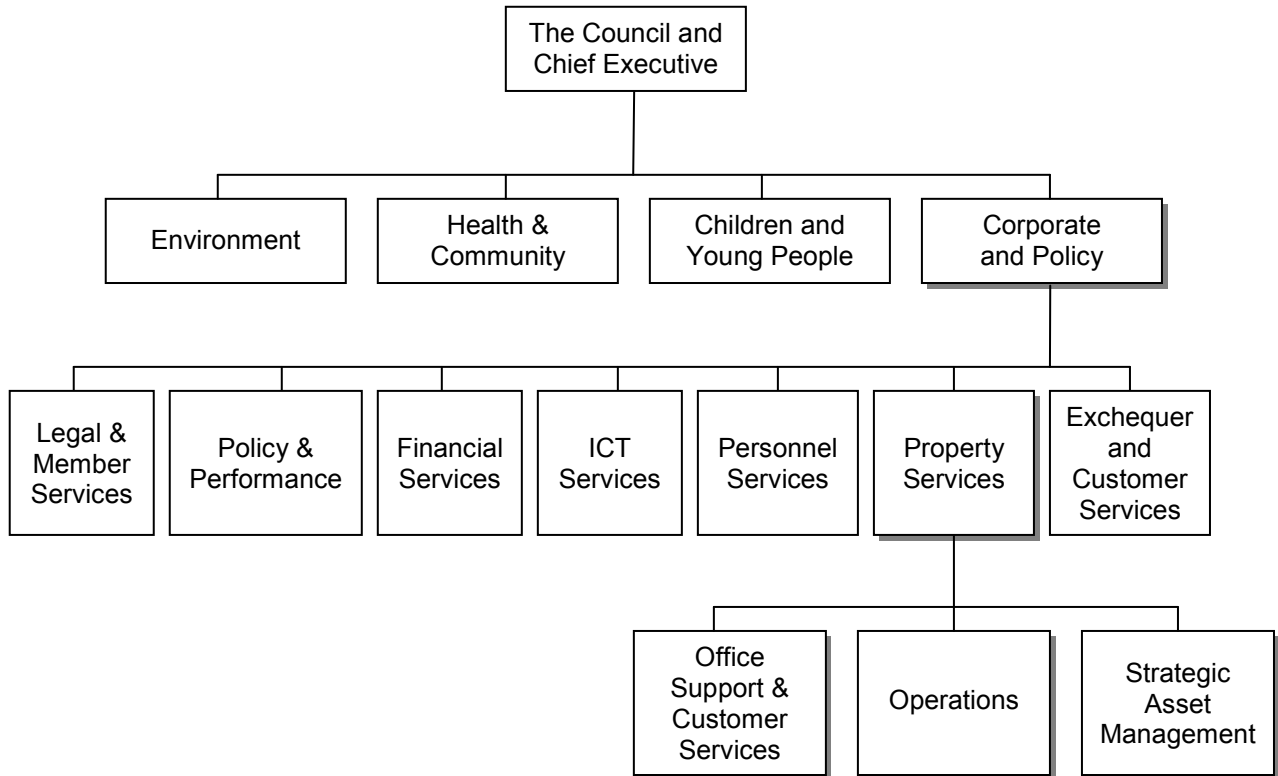 The Council and
Chief Executive
Environment
Health &
Community
Children and
Young People
Corporate
and Policy
Legal &
Member
Services
Policy &
Performance
Financial
Services
ICT
Services
Personnel
Services
Property
Services
Exchequer
and
Customer
Services
Office
Support &
Customer
Services
Operations
Strategic
Asset
Management